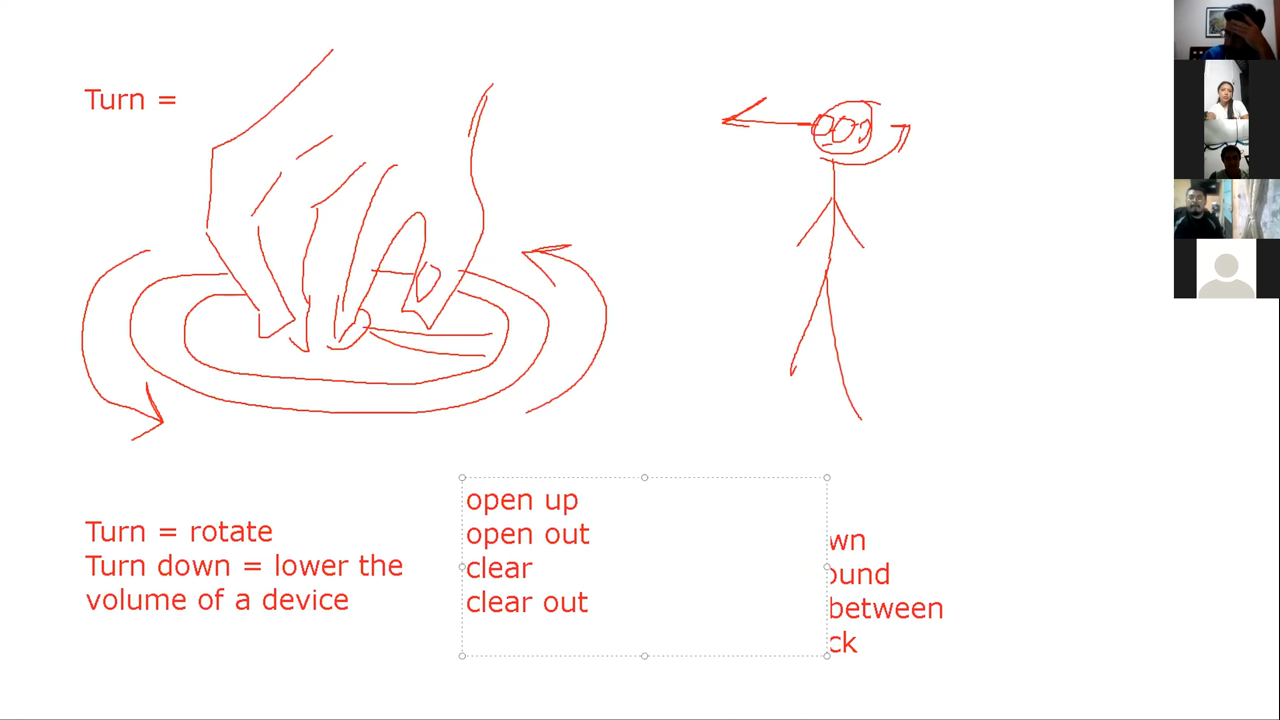 Turn =
Turn = rotate
Turn down = lower the
volume of a device
open up
open out
clear
clear out
wn
ound
between
ck